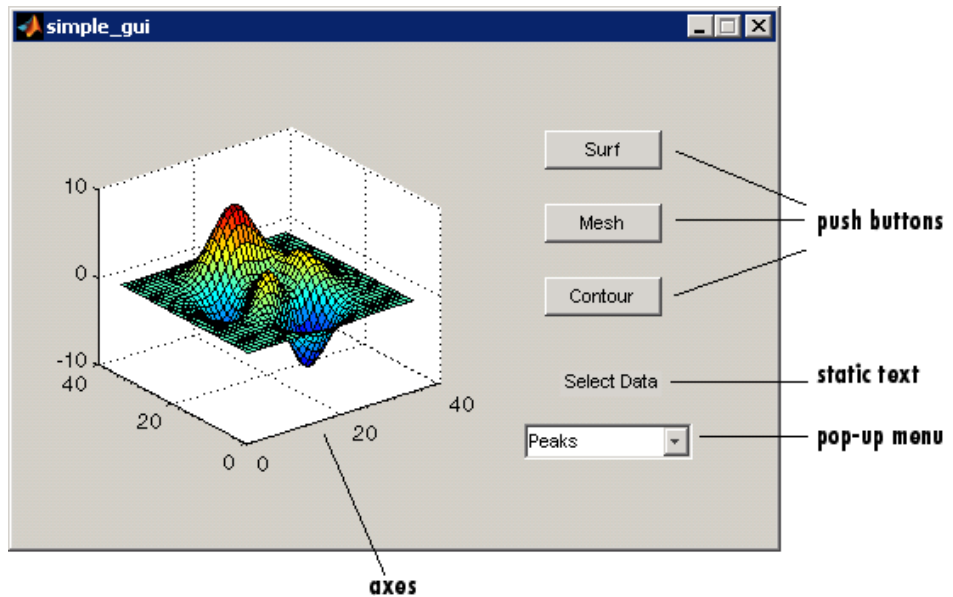 simple_gui
Surf
Mesh
Contour
push buttons
Select Data
static text
Peaks
pop-up menu
10
0
-10
40
20
0
0
20
40
axes